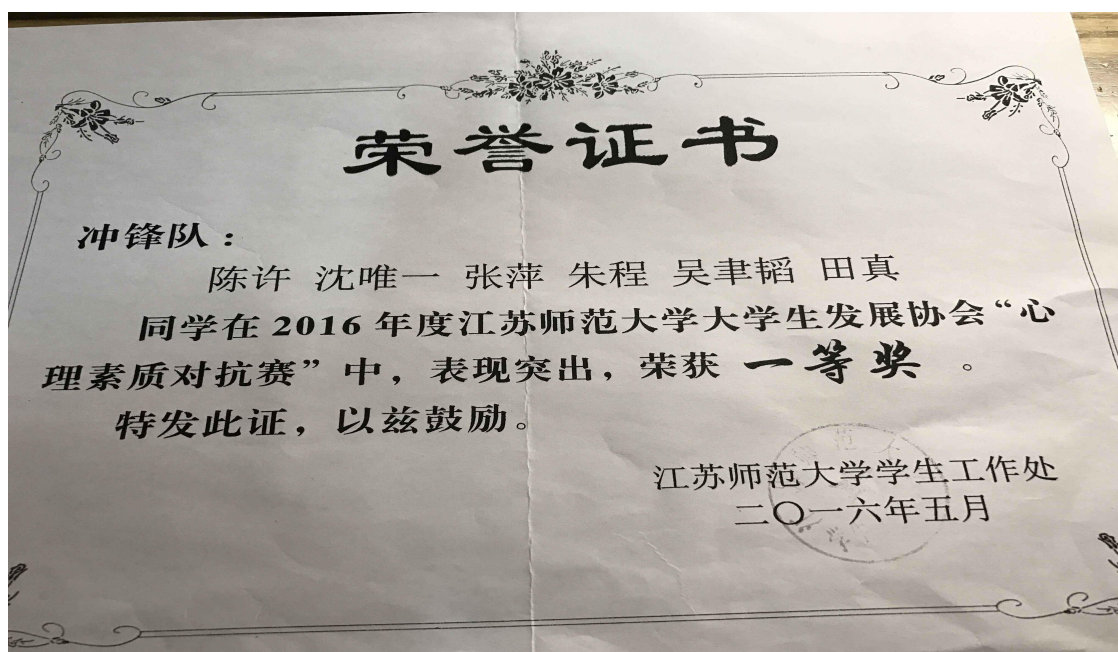 荣誉证书
冲锋队：
陈许 沈唯一 张萍 朱程 吴聿韬 田真
同学在2016年度江苏师范大学大学生发展协会“心
理素质对抗赛”中，表现突出，荣获 一等奖 。
特发此证，以兹鼓励。
江苏师范大学学生工作处
二〇一六年五月